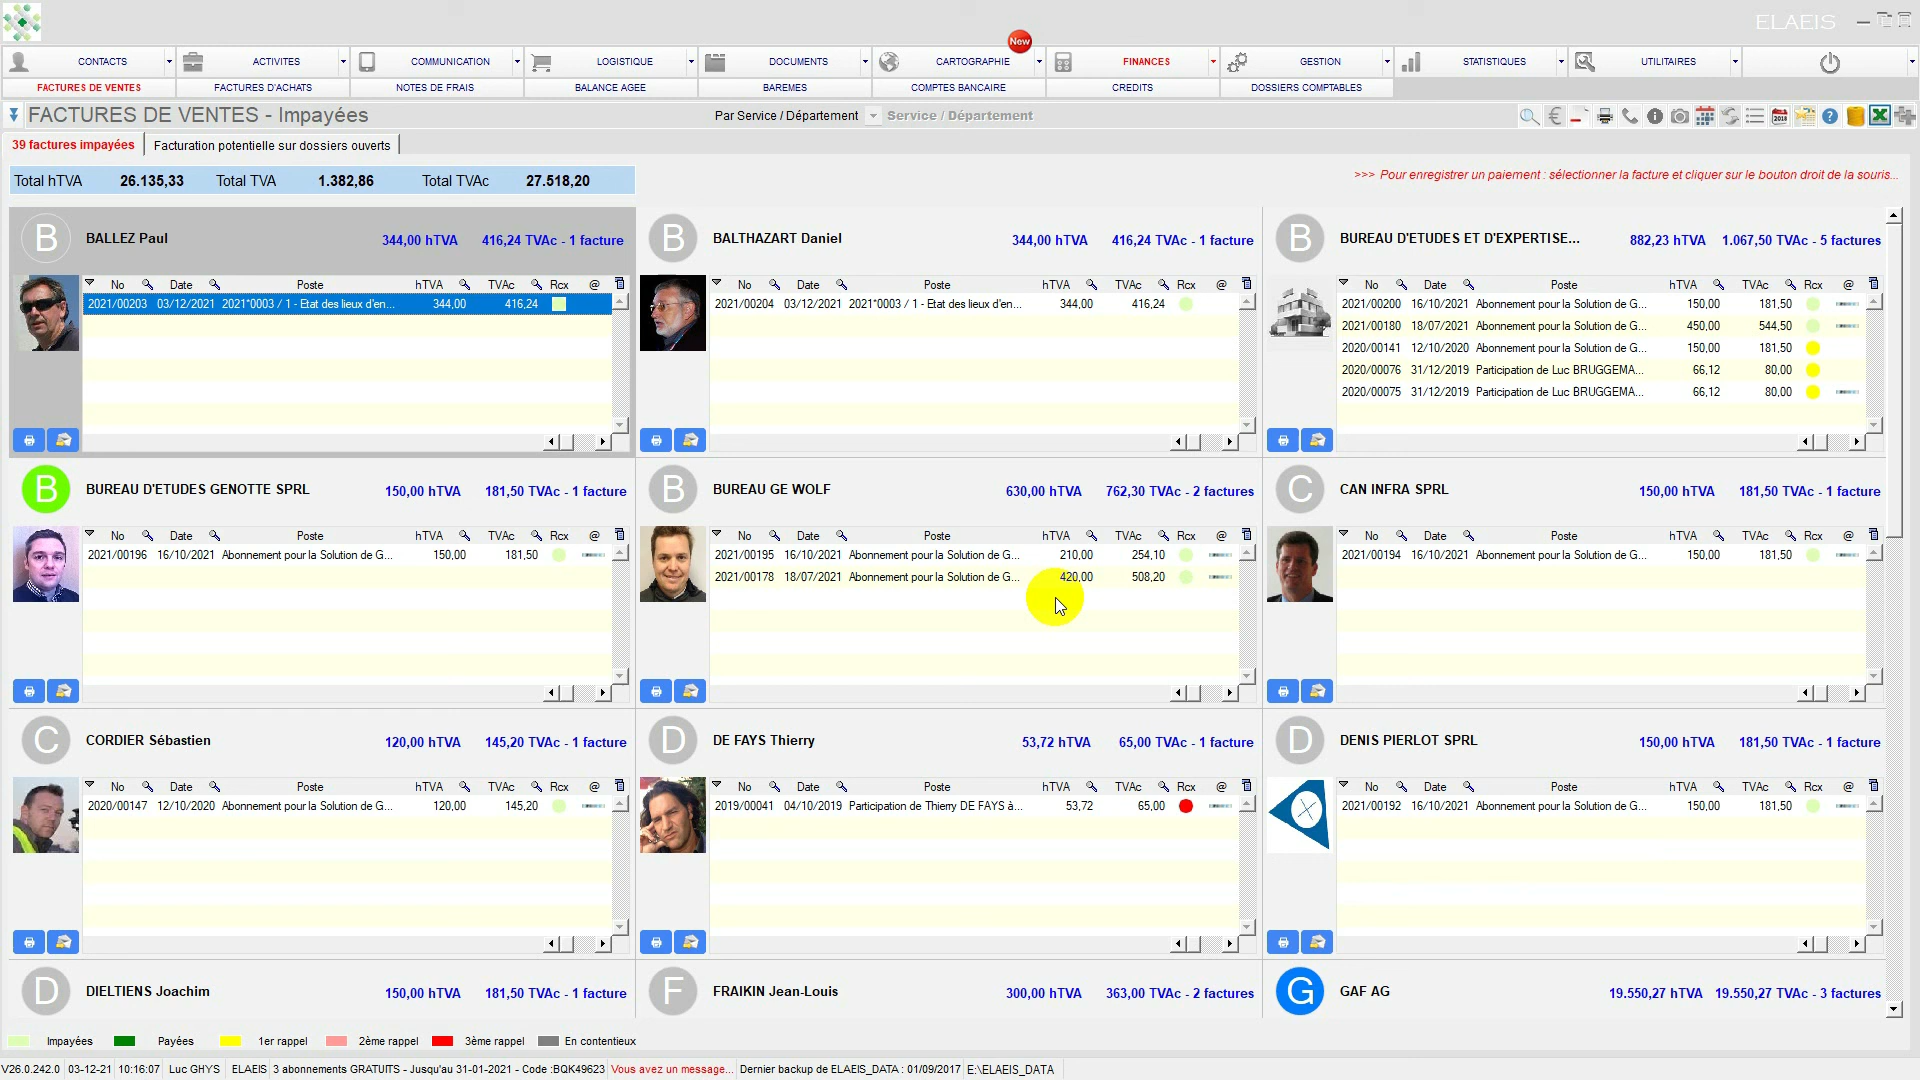 ELAEIS
New
CONTACTS ACTIVITES COMMUNICATION LOGISTIQUE DOCUMENTS CARTOGRAPHIE FINANCES GESTION STATISTIQUES UTILITAIRES
FACTURES DE VENTES FACTURES D'ACHATS NOTES DE FRAIS BALANCE AGEE BAREMES COMPTES BANCAIRE CREDITS DOSSIERS COMPTABLES
FACTURES DE VENTES - Impayées Par Service / Département Service / Département
39 factures impayées Facturation potentielle sur dossiers ouverts
Total hTVA 26.135,33 Total TVA 1.382,86 Total TVAc 27.518,20
>>> Pour enregistrer un paiement : sélectionner la facture et cliquer sur le bouton droit de la souris...
B BALLEZ Paul 344,00 hTVA 416,24 TVAc - 1 facture
No Date Poste hTVA TVAc Rcx @
2021/00203 03/12/2021 2021*0003 / 1 - Etat des lieux d'en... 344,00 416,24
B BALTHAZART Daniel 344,00 hTVA 416,24 TVAc - 1 facture
No Date Poste hTVA TVAc Rcx @
2021/00204 03/12/2021 2021*0003 / 1 - Etat des lieux d'en... 344,00 416,24
B BUREAU D'ETUDES ET D'EXPERTISE... 882,23 hTVA 1.067,50 TVAc - 5 factures
No Date Poste hTVA TVAc Rcx @
2021/00200 16/10/2021 Abonnement pour la Solution de G... 150,00 181,50
2021/00180 18/07/2021 Abonnement pour la Solution de G... 450,00 544,50
2020/00141 12/10/2020 Abonnement pour la Solution de G... 150,00 181,50
2020/00076 31/12/2019 Participation de Luc BRUGGEMA... 66,12 80,00
2020/00075 31/12/2019 Participation de Luc BRUGGEMA... 66,12 80,00
B BUREAU D'ETUDES GENOTTE SPRL 150,00 hTVA 181,50 TVAc - 1 facture
No Date Poste hTVA TVAc Rcx @
2021/00196 16/10/2021 Abonnement pour la Solution de G... 150,00 181,50
B BUREAU GE WOLF 630,00 hTVA 762,30 TVAc - 2 factures
No Date Poste hTVA TVAc Rcx @
2021/00195 16/10/2021 Abonnement pour la Solution de G... 210,00 254,10
2021/00178 18/07/2021 Abonnement pour la Solution de G... 420,00 508,20
C CAN INFRA SPRL 150,00 hTVA 181,50 TVAc - 1 facture
No Date Poste hTVA TVAc Rcx @
2021/00194 16/10/2021 Abonnement pour la Solution de G... 150,00 181,50
C CORDIER Sébastien 120,00 hTVA 145,20 TVAc - 1 facture
No Date Poste hTVA TVAc Rcx @
2020/00147 12/10/2020 Abonnement pour la Solution de G... 120,00 145,20
D DE FAYS Thierry 53,72 hTVA 65,00 TVAc - 1 facture
No Date Poste hTVA TVAc Rcx @
2019/00041 04/10/2019 Participation de Thierry DE FAYS à... 53,72 65,00
D DENIS PIERLOT SPRL 150,00 hTVA 181,50 TVAc - 1 facture
No Date Poste hTVA TVAc Rcx @
2021/00192 16/10/2021 Abonnement pour la Solution de G... 150,00 181,50
D DIELTIENS Joachim 150,00 hTVA 181,50 TVAc - 1 facture
F FRAIKIN Jean-Louis 300,00 hTVA 363,00 TVAc - 2 factures
G GAF AG 19.550,27 hTVA 19.550,27 TVAc - 3 factures
Impayées Payées 1er rappel 2ème rappel 3ème rappel En contentieux
V26.0.242.0 03-12-21 10:16:07 Luc GHYS ELAEIS 3 abonnements GRATUITS - Jusqu'au 31-01-2021 - Code :BQK49623 Vous avez un message... Dernier backup de ELAEIS_DATA : 01/09/2017 E:\ELAEIS_DATA